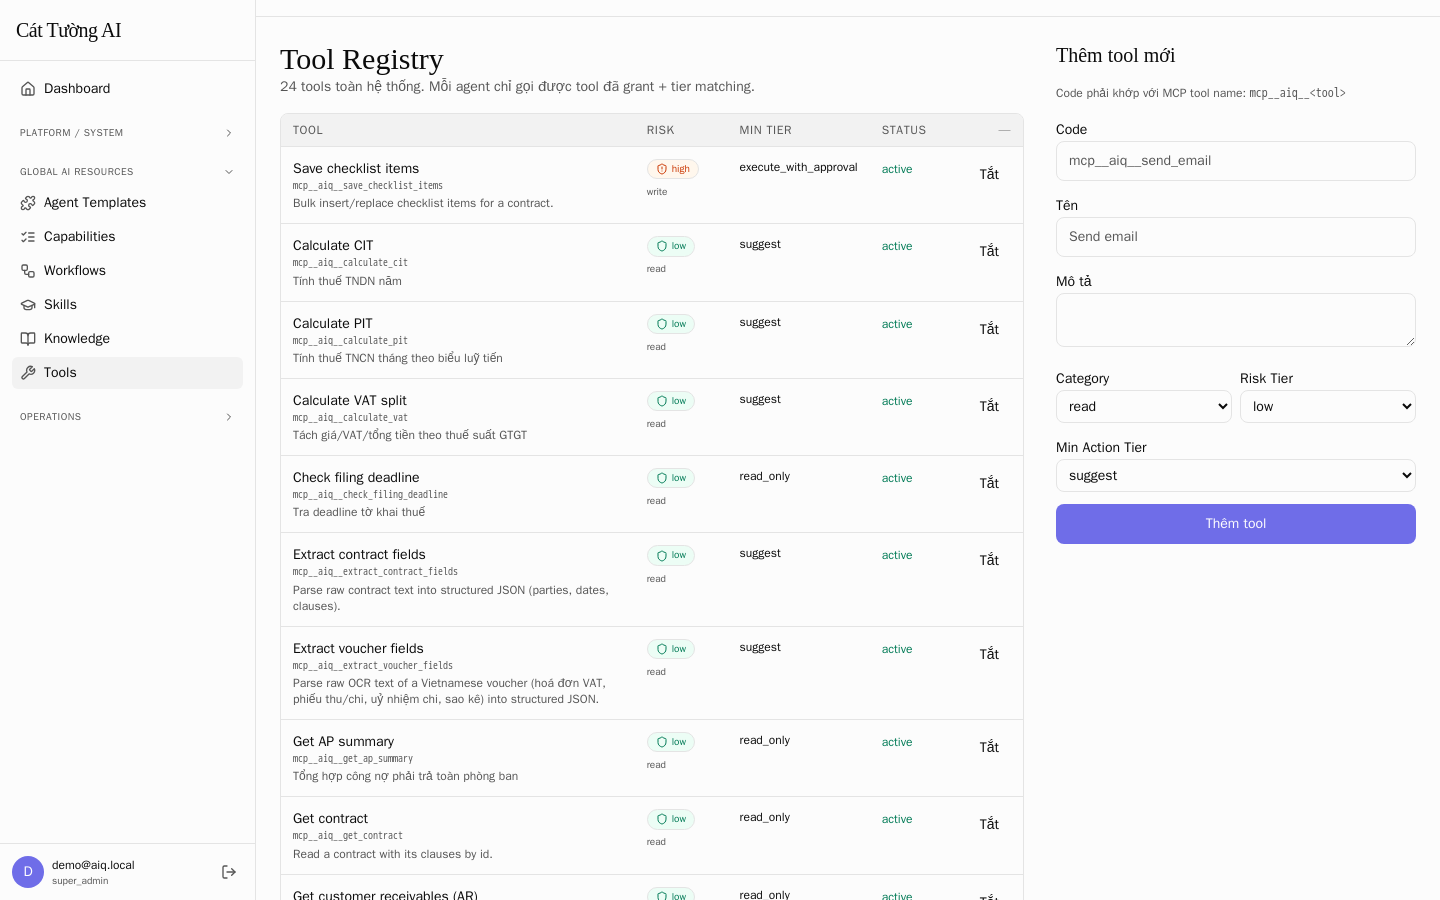 Cát Tường AI
Dashboard
PLATFORM / SYSTEM
GLOBAL AI RESOURCES
Agent Templates
Capabilities
Workflows
Skills
Knowledge
Tools
OPERATIONS
D
demo@aiq.local
super_admin
Tool Registry
24 tools toàn hệ thống. Mỗi agent chỉ gọi được tool đã grant + tier matching.
TOOL RISK MIN TIER STATUS —
Save checklist items
mcp__aiq__save_checklist_items
Bulk insert/replace checklist items for a contract.
high
write
execute_with_approval
active
Tắt
Calculate CIT
mcp__aiq__calculate_cit
Tính thuế TNDN năm
low
read
suggest
active
Tắt
Calculate PIT
mcp__aiq__calculate_pit
Tính thuế TNCN tháng theo biểu luỹ tiến
low
read
suggest
active
Tắt
Calculate VAT split
mcp__aiq__calculate_vat
Tách giá/VAT/tổng tiền theo thuế suất GTGT
low
read
suggest
active
Tắt
Check filing deadline
mcp__aiq__check_filing_deadline
Tra deadline tờ khai thuế
low
read
read_only
active
Tắt
Extract contract fields
mcp__aiq__extract_contract_fields
Parse raw contract text into structured JSON (parties, dates,
clauses).
low
read
suggest
active
Tắt
Extract voucher fields
mcp__aiq__extract_voucher_fields
Parse raw OCR text of a Vietnamese voucher (hoá đơn VAT,
phiếu thu/chi, uỷ nhiệm chi, sao kê) into structured JSON.
low
read
suggest
active
Tắt
Get AP summary
mcp__aiq__get_ap_summary
Tổng hợp công nợ phải trả toàn phòng ban
low
read
read_only
active
Tắt
Get contract
mcp__aiq__get_contract
Read a contract with its clauses by id.
low
read
read_only
active
Tắt
Get customer receivables (AR)
low
read_only
active
Tắt
Thêm tool mới
Code phải khớp với MCP tool name: mcp__aiq__<tool>
Code
mcp__aiq__send_email
Tên
Send email
Mô tả
Category Risk Tier
read low
Min Action Tier
suggest
Thêm tool